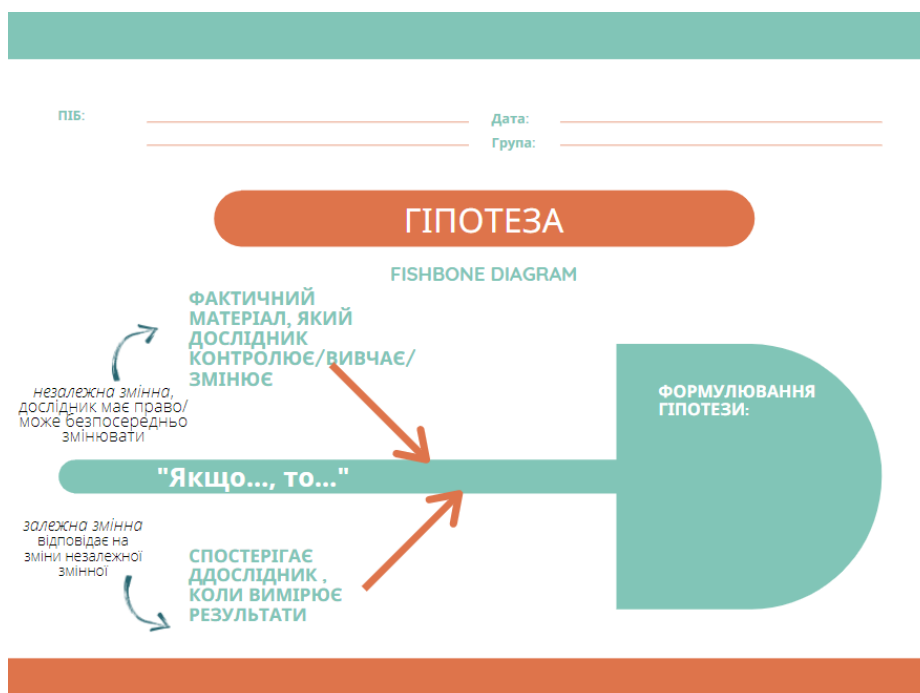 ПІБ:
Дата:
Група:
ГІПОТЕЗА
FISHBONE DIAGRAM
ФАКТИЧНИЙ
МАТЕРІАЛ, ЯКИЙ
ДОСЛІДНИК
КОНТРОЛЮЄ/ВИВЧАЄ/
ЗМІНЮЄ
незалежна змінна,
дослідник має право/
може безпосередньо
змінювати
ФОРМУЛЮВАННЯ
ГІПОТЕЗИ:
"Якщо..., то..."
залежна змінна
відповідає на
зміни незалежної
змінної
СПОСТЕРІГАЄ
ДДОСЛІДНИК ,
КОЛИ ВИМІРЮЄ
РЕЗУЛЬТАТИ